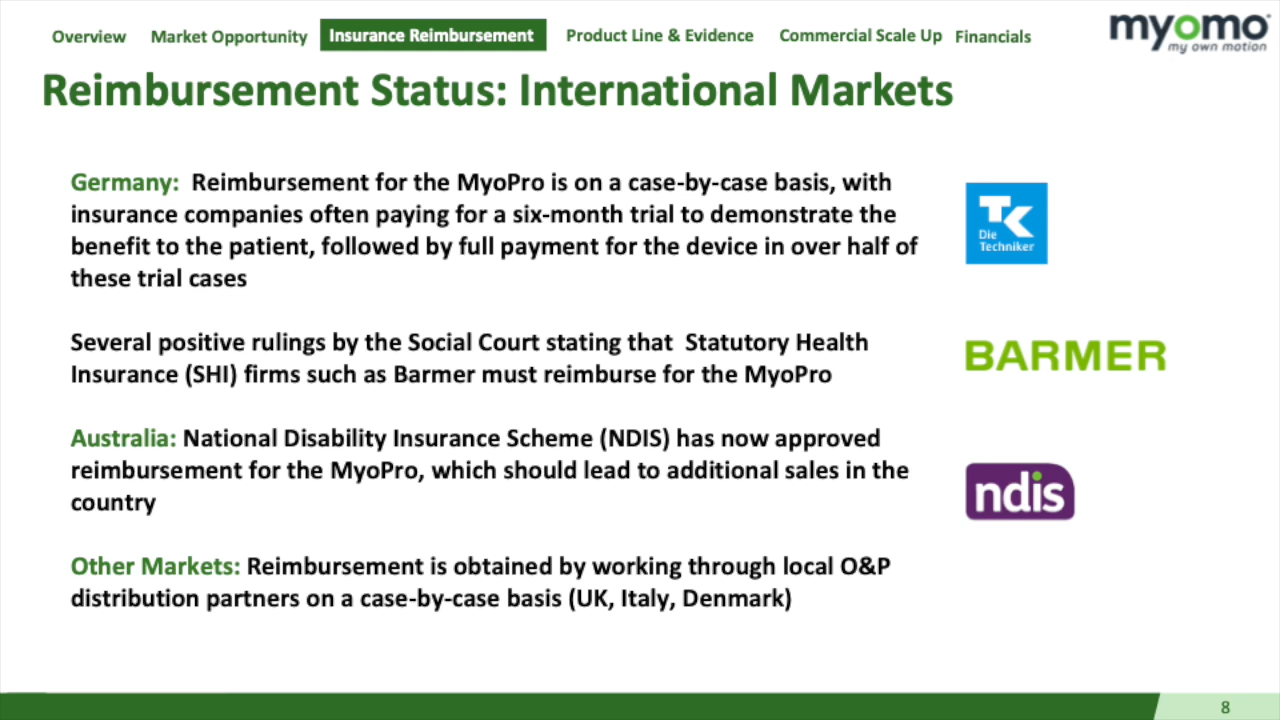 Overview Market Opportunity Insurance Reimbursement Product Line & Evidence Commercial Scale Up Financials
myomo
my own motion
Reimbursement Status: International Markets
Germany: Reimbursement for the MyoPro is on a case-by-case basis, with
insurance companies often paying for a six-month trial to demonstrate the
benefit to the patient, followed by full payment for the device in over half of
these trial cases
TK
Die
Techniker
Several positive rulings by the Social Court stating that Statutory Health
Insurance (SHI) firms such as Barmer must reimburse for the MyoPro
BARMER
Australia: National Disability Insurance Scheme (NDIS) has now approved
reimbursement for the MyoPro, which should lead to additional sales in the
country
ndis
Other Markets: Reimbursement is obtained by working through local O&P
distribution partners on a case-by-case basis (UK, Italy, Denmark)
8